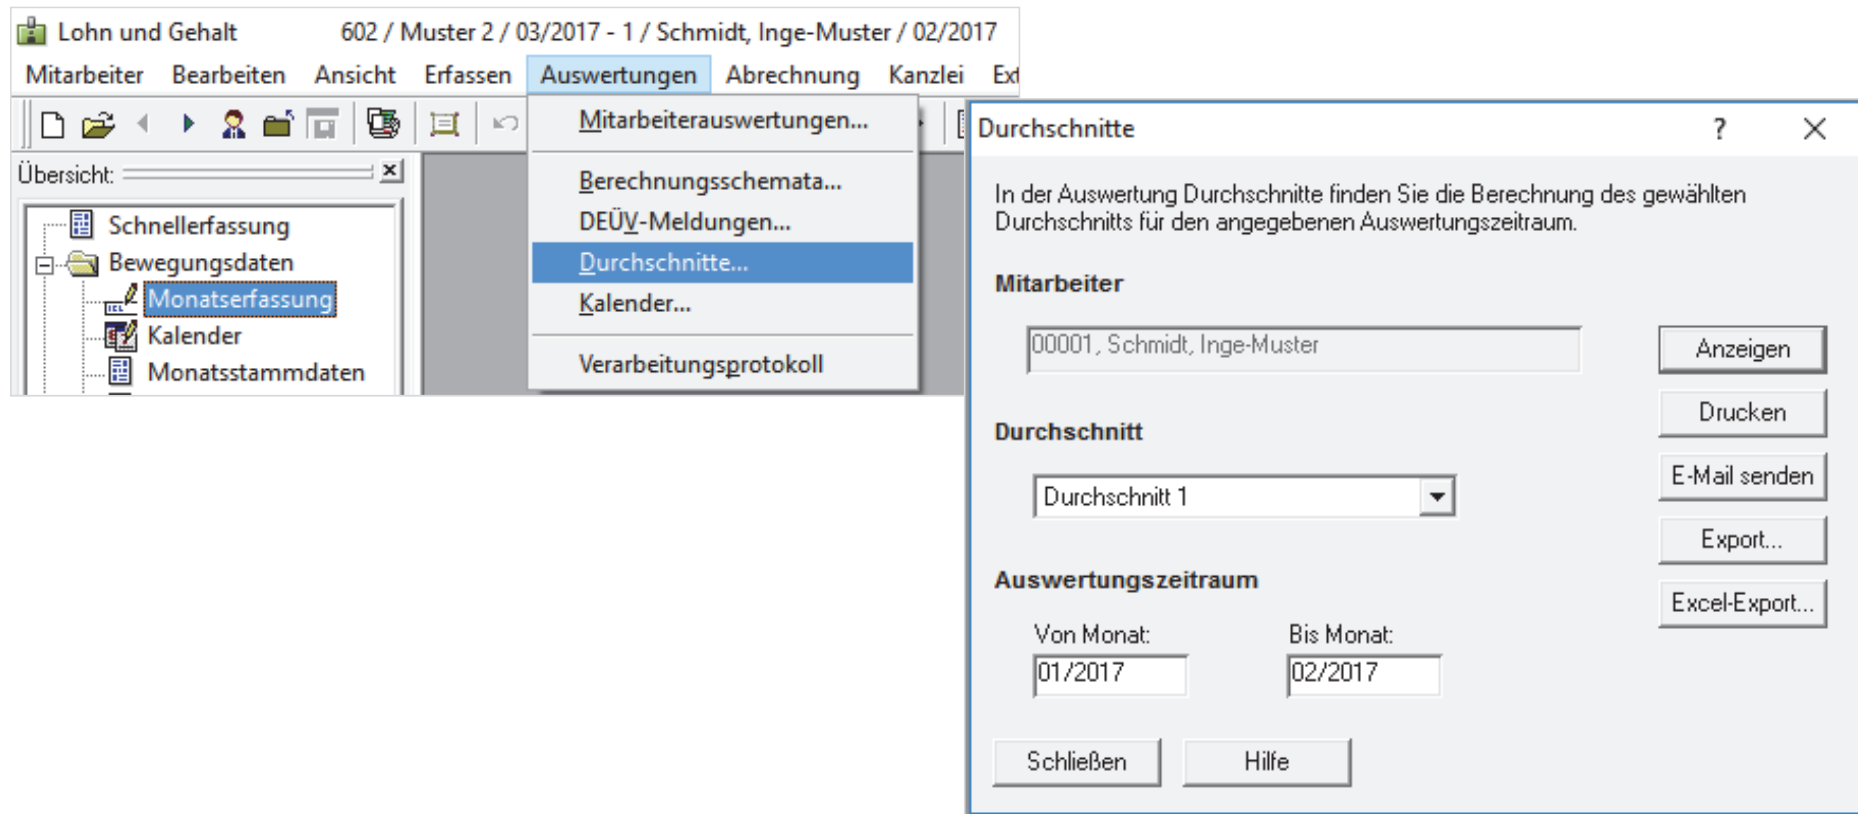 Lohn und Gehalt 602 / Muster 2 / 03/2017 - 1 / Schmidt, Inge-Muster / 02/2017
Mitarbeiter Bearbeiten Ansicht Erfassen Auswertungen Abrechnung Kanzlei Ext
Mitarbeiterauswertungen...
Berechnungsschemata...
DEÜV-Meldungen...
Durchschnitte...
Kalender...
Verarbeitungsprotokoll
Übersicht:
Schnellerfassung
Bewegungsdaten
Monatserfassung
Kalender
Monatsstammdaten
Durchschnitte ?
In der Auswertung Durchschnitte finden Sie die Berechnung des gewählten
Durchschnitts für den angegebenen Auswertungszeitraum.
Mitarbeiter
00001, Schmidt, Inge-Muster
Anzeigen
Drucken
E-Mail senden
Export...
Excel-Export...
Durchschnitt
Durchschnitt 1
Auswertungszeitraum
Von Monat: Bis Monat:
01/2017 02/2017
Schließen Hilfe